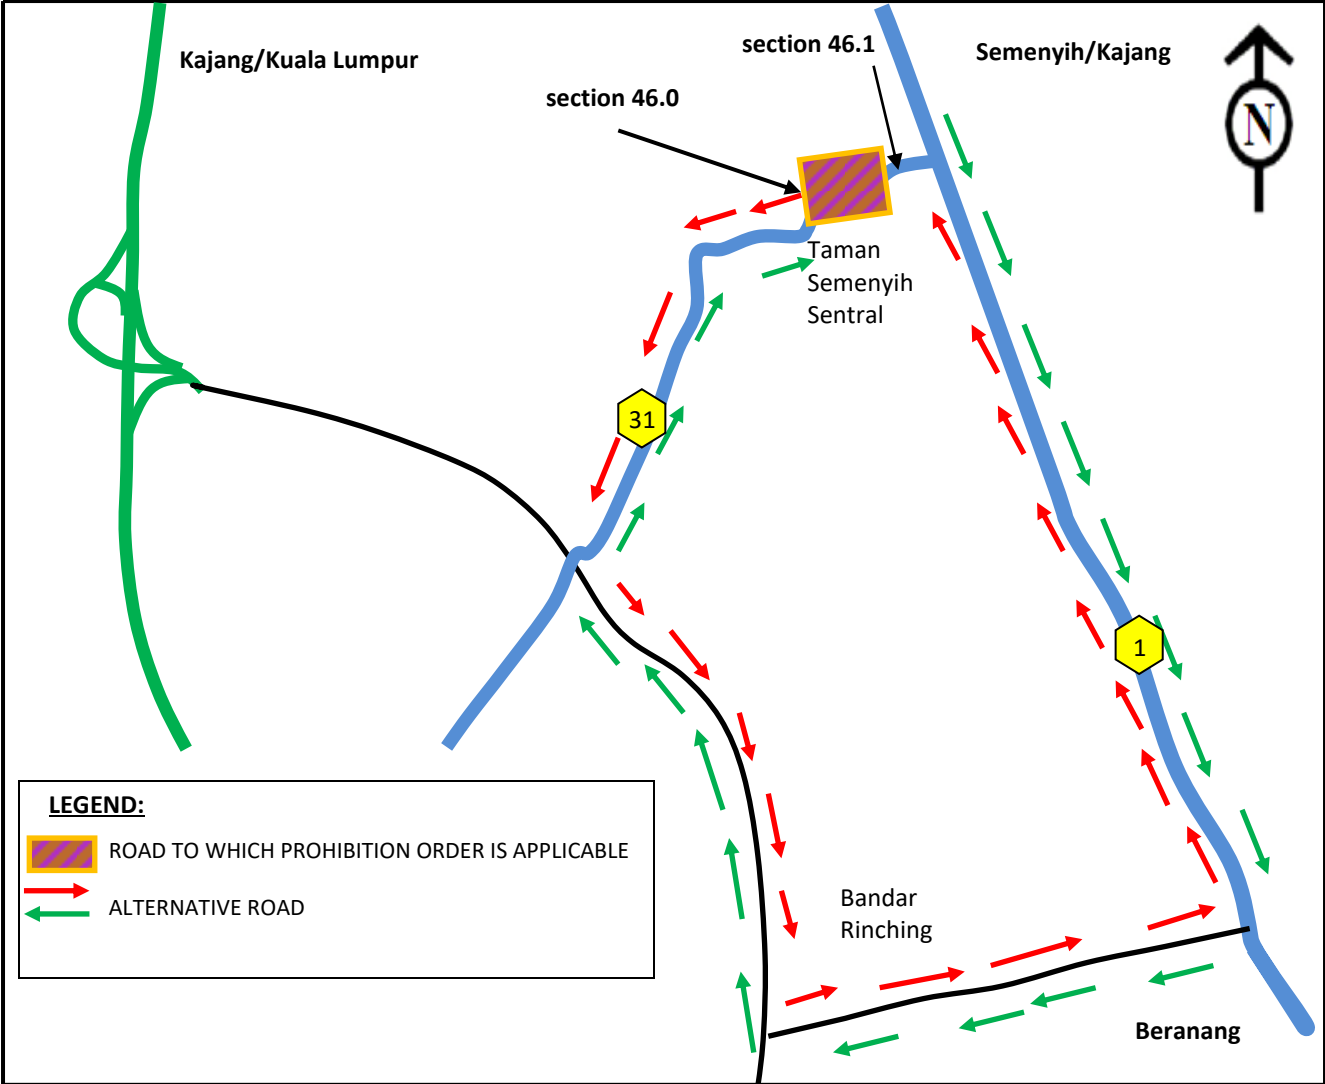 Kajang/Kuala Lumpur
section 46.1
Semenyih/Kajang
section 46.0
N
Taman
Semenyih
Sentral
31
1
LEGEND:
ROAD TO WHICH PROHIBITION ORDER IS APPLICABLE
ALTERNATIVE ROAD
Bandar
Rinching
Beranang